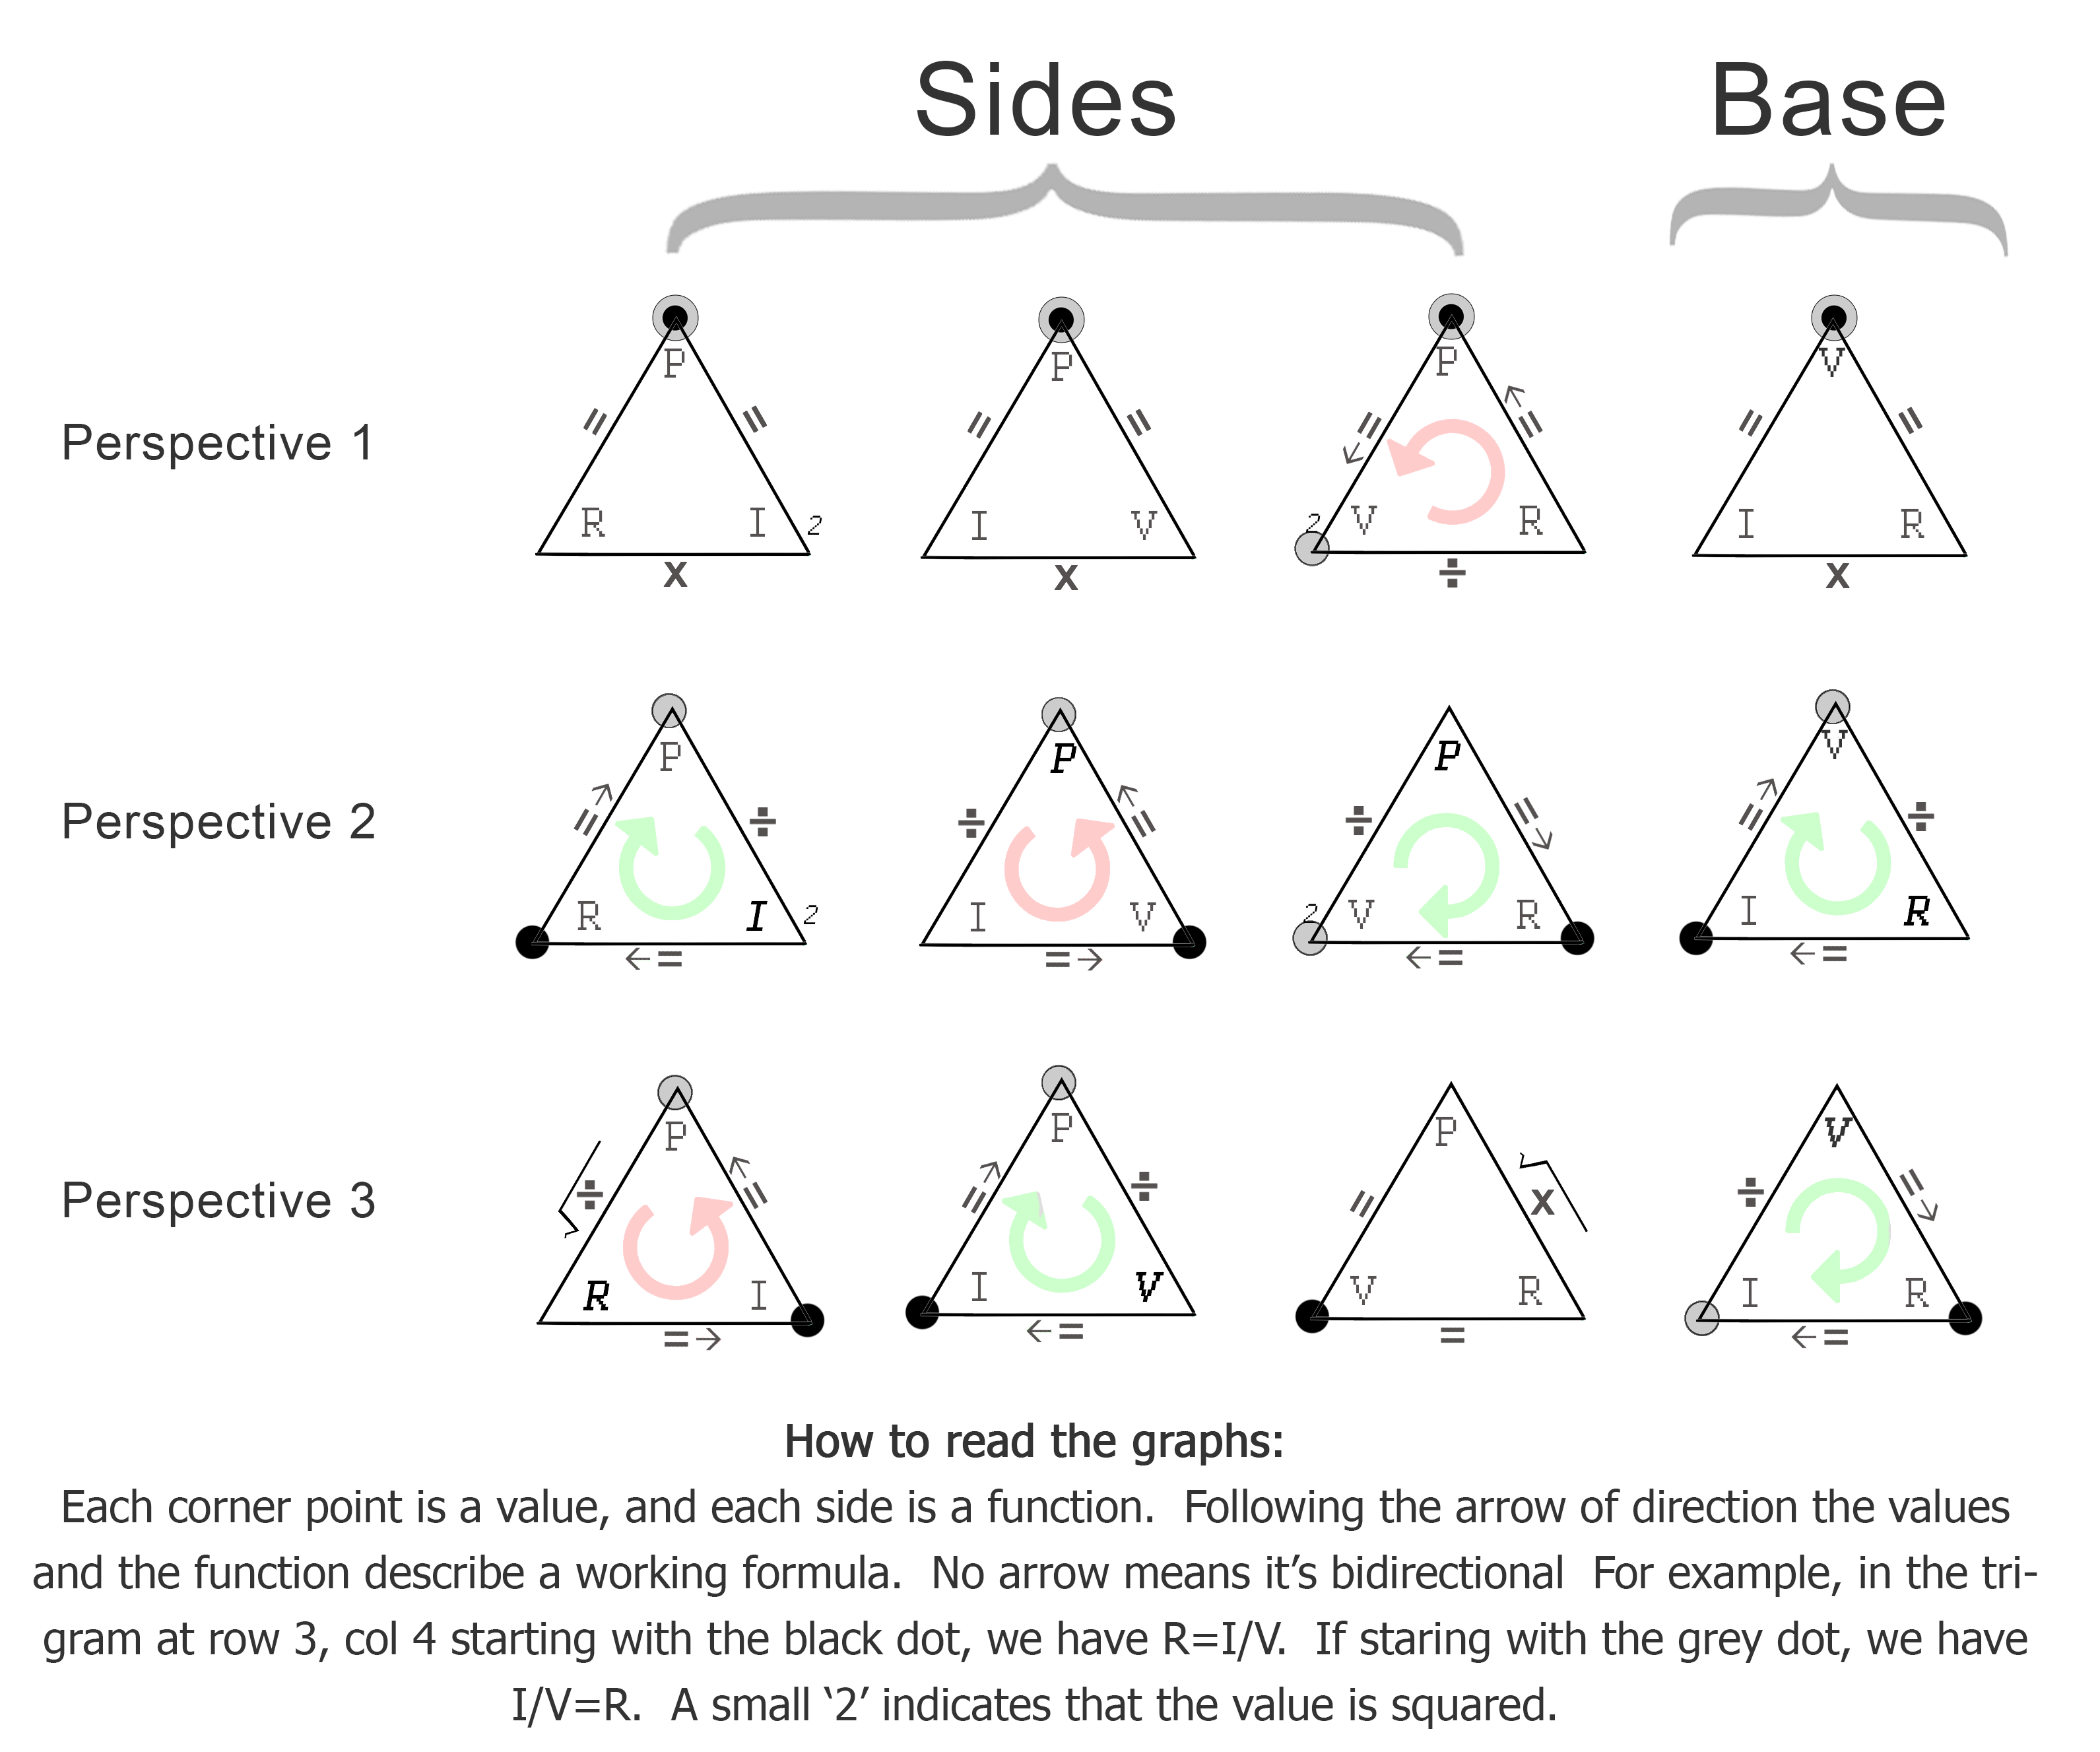 Sides Base
Perspective 1
P P P V
= = = = ← = = → = =
R I 2 I V 2 V R I R
x x ÷ x
Perspective 2
P P P V
= → ÷ ÷ ← = ÷ = → = → ÷
R I 2 I V 2 V R I R
← = = → ← = ← =
Perspective 3
P P P V
÷ ← = = → ÷ = x ÷ = →
R I I V V R I R
= → ← = = ← =
How to read the graphs:
Each corner point is a value, and each side is a function. Following the arrow of direction the values
and the function describe a working formula. No arrow means it’s bidirectional For example, in the tri-
gram at row 3, col 4 starting with the black dot, we have R=I/V. If staring with the grey dot, we have
I/V=R. A small ‘2’ indicates that the value is squared.